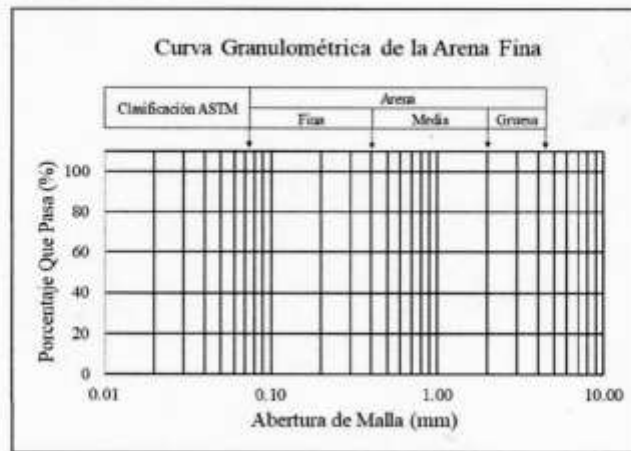 Curva Granulométrica de la Arena Fina
Clasificación ASTM
Arena
Fina Media Gruesa
Porcentaje Que Pasa (%)
100
80
60
40
20
0
0.01 0.10 1.00 10.00
Abertura de Malla (mm)